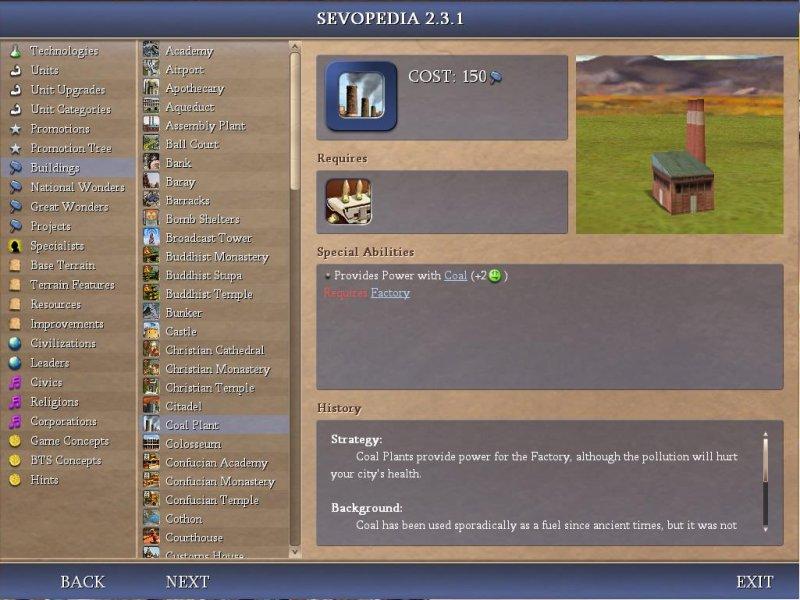 SEVOPEDIA 2.3.1
Technologies
Units
Unit Upgrades
Unit Categories
Promotions
Promotion Tree
Buildings
National Wonders
Great Wonders
Projects
Specialists
Base Terrain
Terrain Features
Resources
Improvements
Civilizations
Leaders
Civics
Religions
Corporations
Game Concepts
BTS Concepts
Hints
Academy
Airport
Apothecary
Aqueduct
Assembly Plant
Ball Court
Bank
Baray
Barracks
Bomb Shelters
Broadcast Tower
Buddhist Monastery
Buddhist Stupa
Buddhist Temple
Bunker
Castle
Christian Cathedral
Christian Monastery
Christian Temple
Citadel
Coal Plant
Colosseum
Confucian Academy
Confucian Monastery
Confucian Temple
Cothon
Courthouse
Customs House
COST: 150
Requires
Special Abilities
• Provides Power with Coal (+2 )
Requires Factory
History
Strategy:
Coal Plants provide power for the Factory, although the pollution will hurt
your city's health.
Background:
Coal has been used sporadically as a fuel since ancient times, but it was not
BACK
NEXT
EXIT